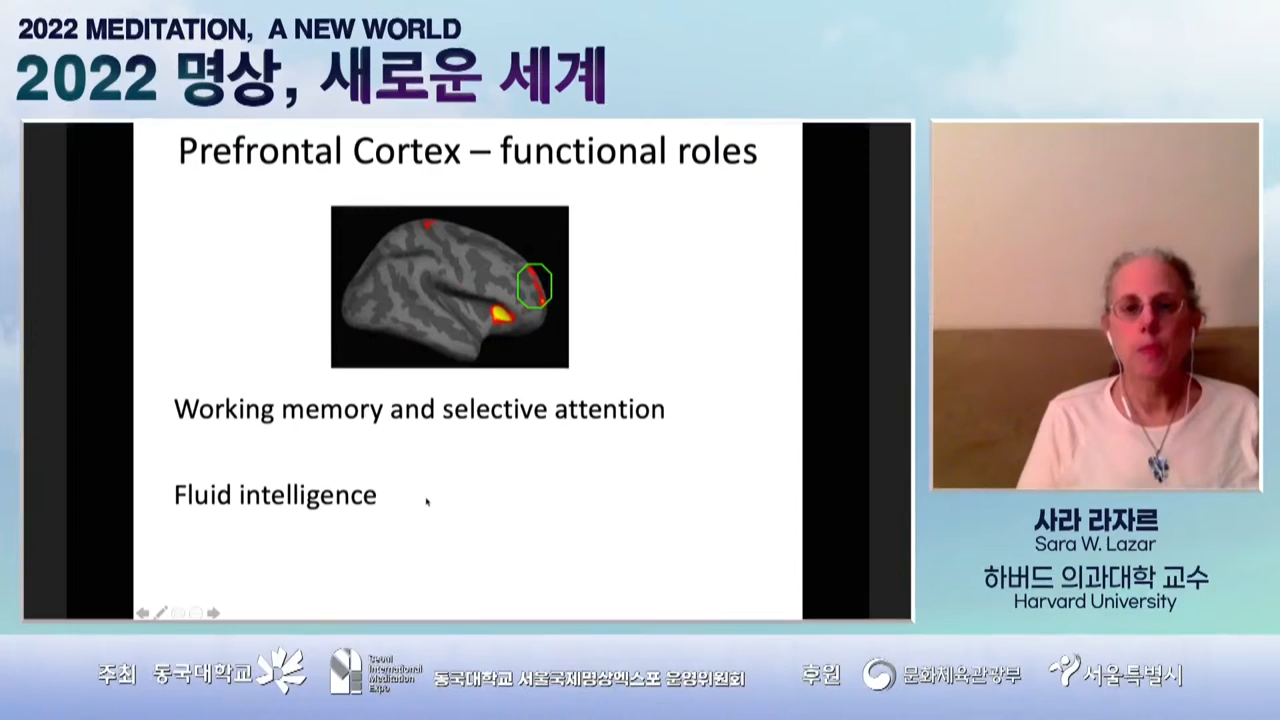 2022 MEDITATION, A NEW WORLD
2022 명상, 새로운 세계
Prefrontal Cortex – functional roles
Working memory and selective attention
Fluid intelligence
사라 라자르
Sara W. Lazar
하버드 의과대학 교수
Harvard University
주최 동국대학교
Seoul
International
Meditation
Expo
동국대학교 서울국제명상엑스포 운영위원회
후원 문화체육관광부 서울특별시